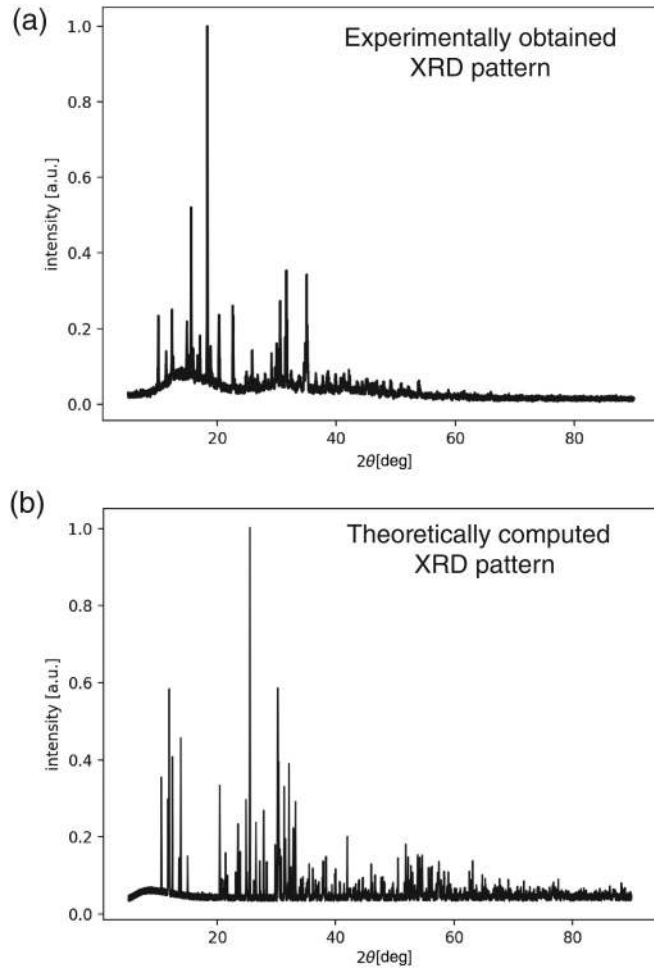 (a)
Experimentally obtained
XRD pattern
1.0
0.8
0.6
0.4
0.2
0.0
intensity [a.u.]
20
40
60
80
2θ[deg]
(b)
Theoretically computed
XRD pattern
1.0
0.8
0.6
0.4
0.2
0.0
intensity [a.u.]
20
40
60
80
2θ[deg]